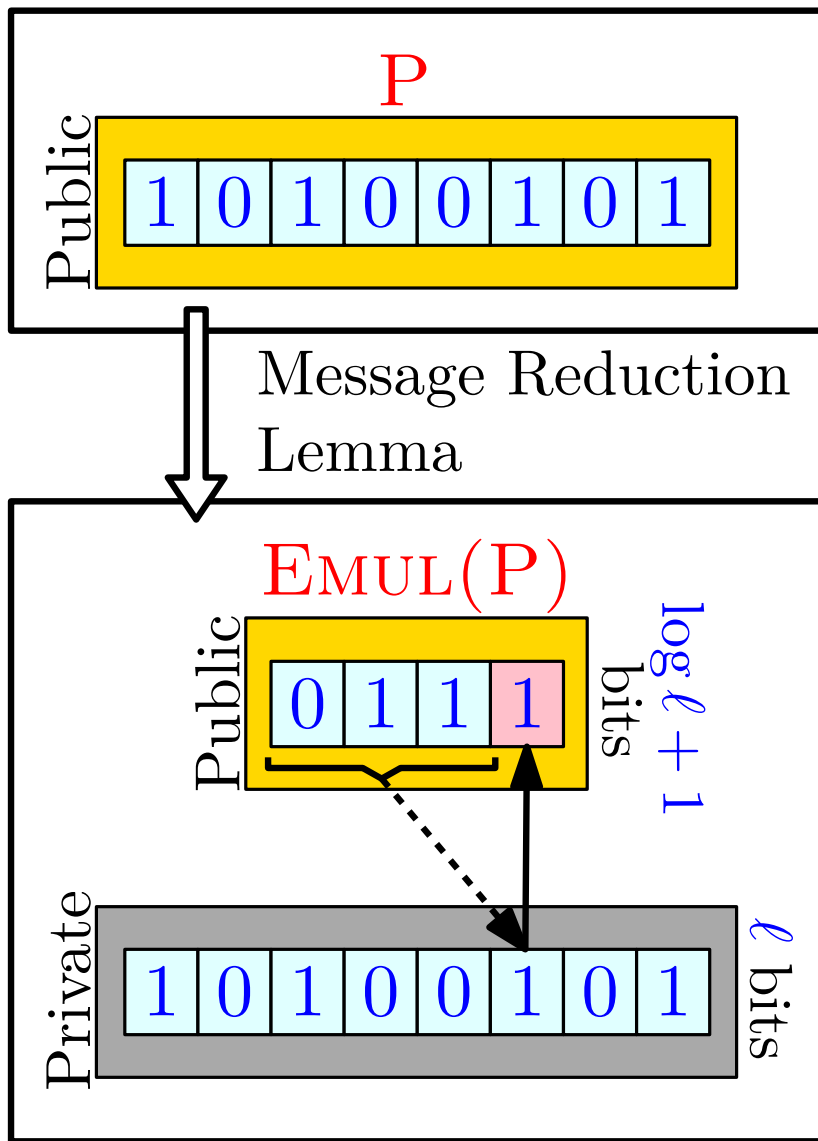 P
Public
1 0 1 0 0 1 0 1
Message Reduction
Lemma
EMUL(P)
Public
0 1 1 1
log ℓ + 1
bits
Private
1 0 1 0 0 1 0 1
ℓ bits